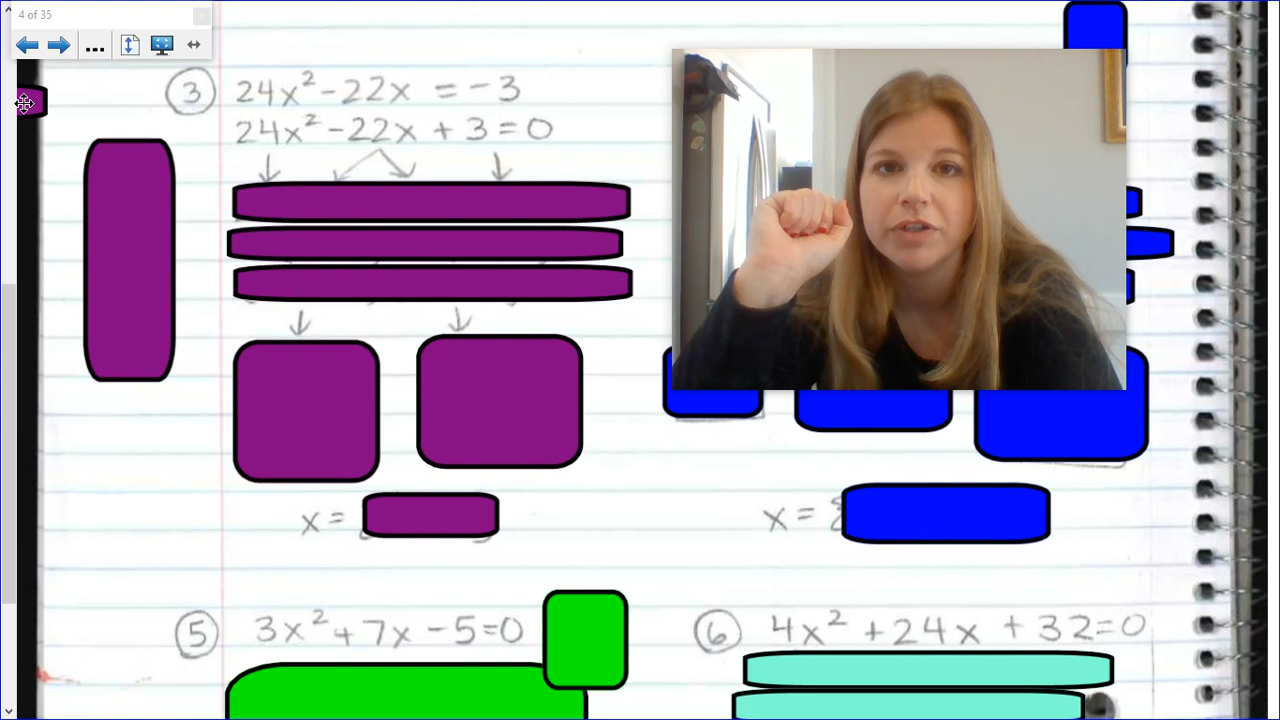 4 of 35
③ 24x² - 22x = -3
24x² - 22x + 3 = 0
x =
x = {
⑤ 3x² + 7x - 5 = 0
⑥ 4x² + 24x + 32 = 0